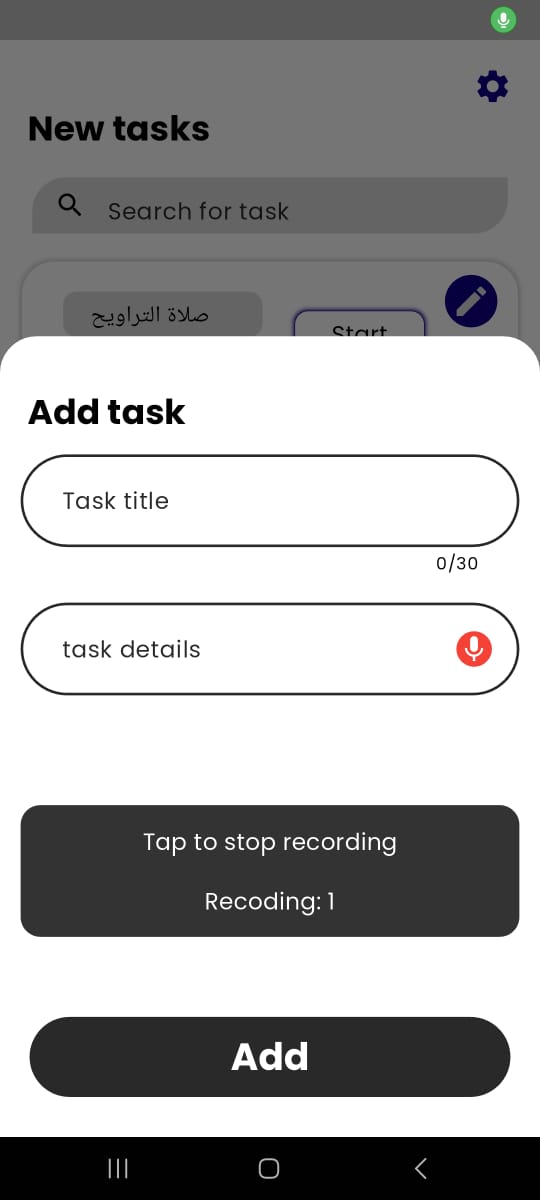 New tasks
Search for task
صلاة التراويح
Start
Add task
Task title
0/30
task details
Tap to stop recording
Recoding: 1
Add